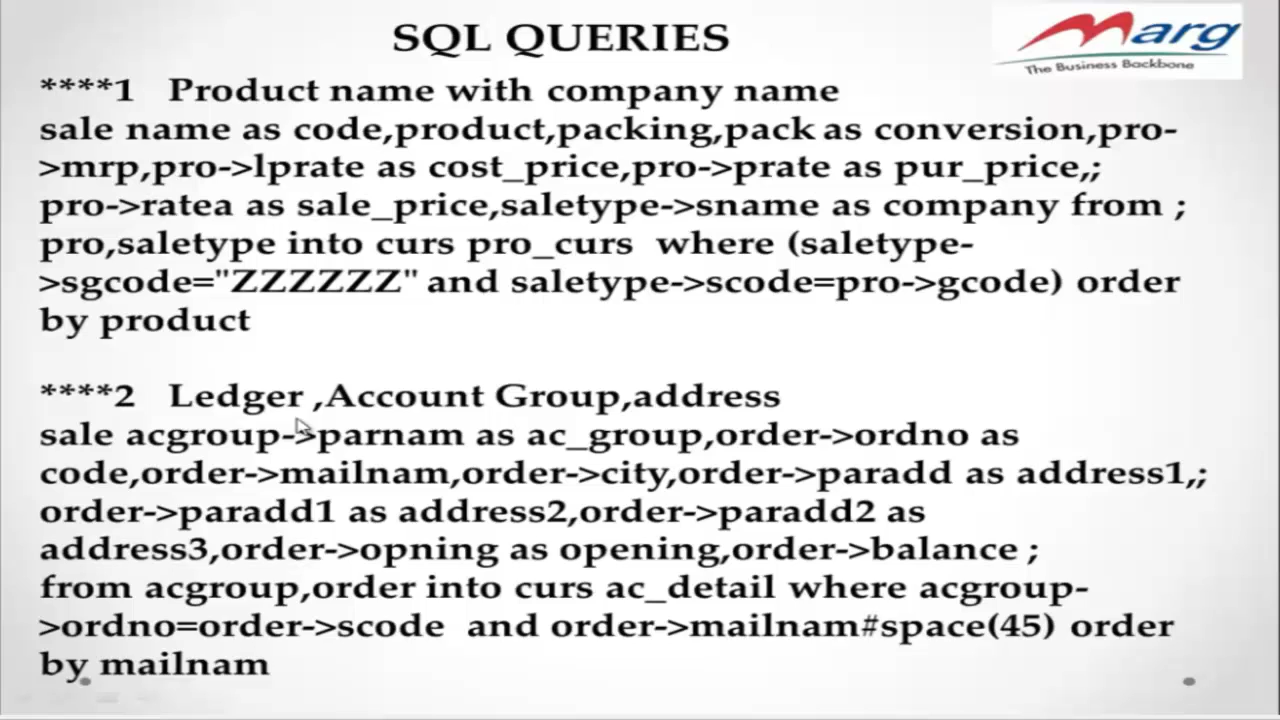 SQL QUERIES
Marg
The Business Backbone
****1 Product name with company name
sale name as code,product,packing,pack as conversion,pro-
>mrp,pro->lprate as cost_price,pro->prate as pur_price,;
pro->ratea as sale_price,saletype->sname as company from ;
pro,saletype into curs pro_curs where (saletype-
>sgcode="ZZZZZZ" and saletype->scode=pro->gcode) order
by product
****2 Ledger ,Account Group,address
sale acgroup->parnam as ac_group,order->ordno as
code,order->mailnam,order->city,order->paradd as address1,;
order->paradd1 as address2,order->paradd2 as
address3,order->opning as opening,order->balance ;
from acgroup,order into curs ac_detail where acgroup-
>ordno=order->scode and order->mailnam#space(45) order
by mailnam